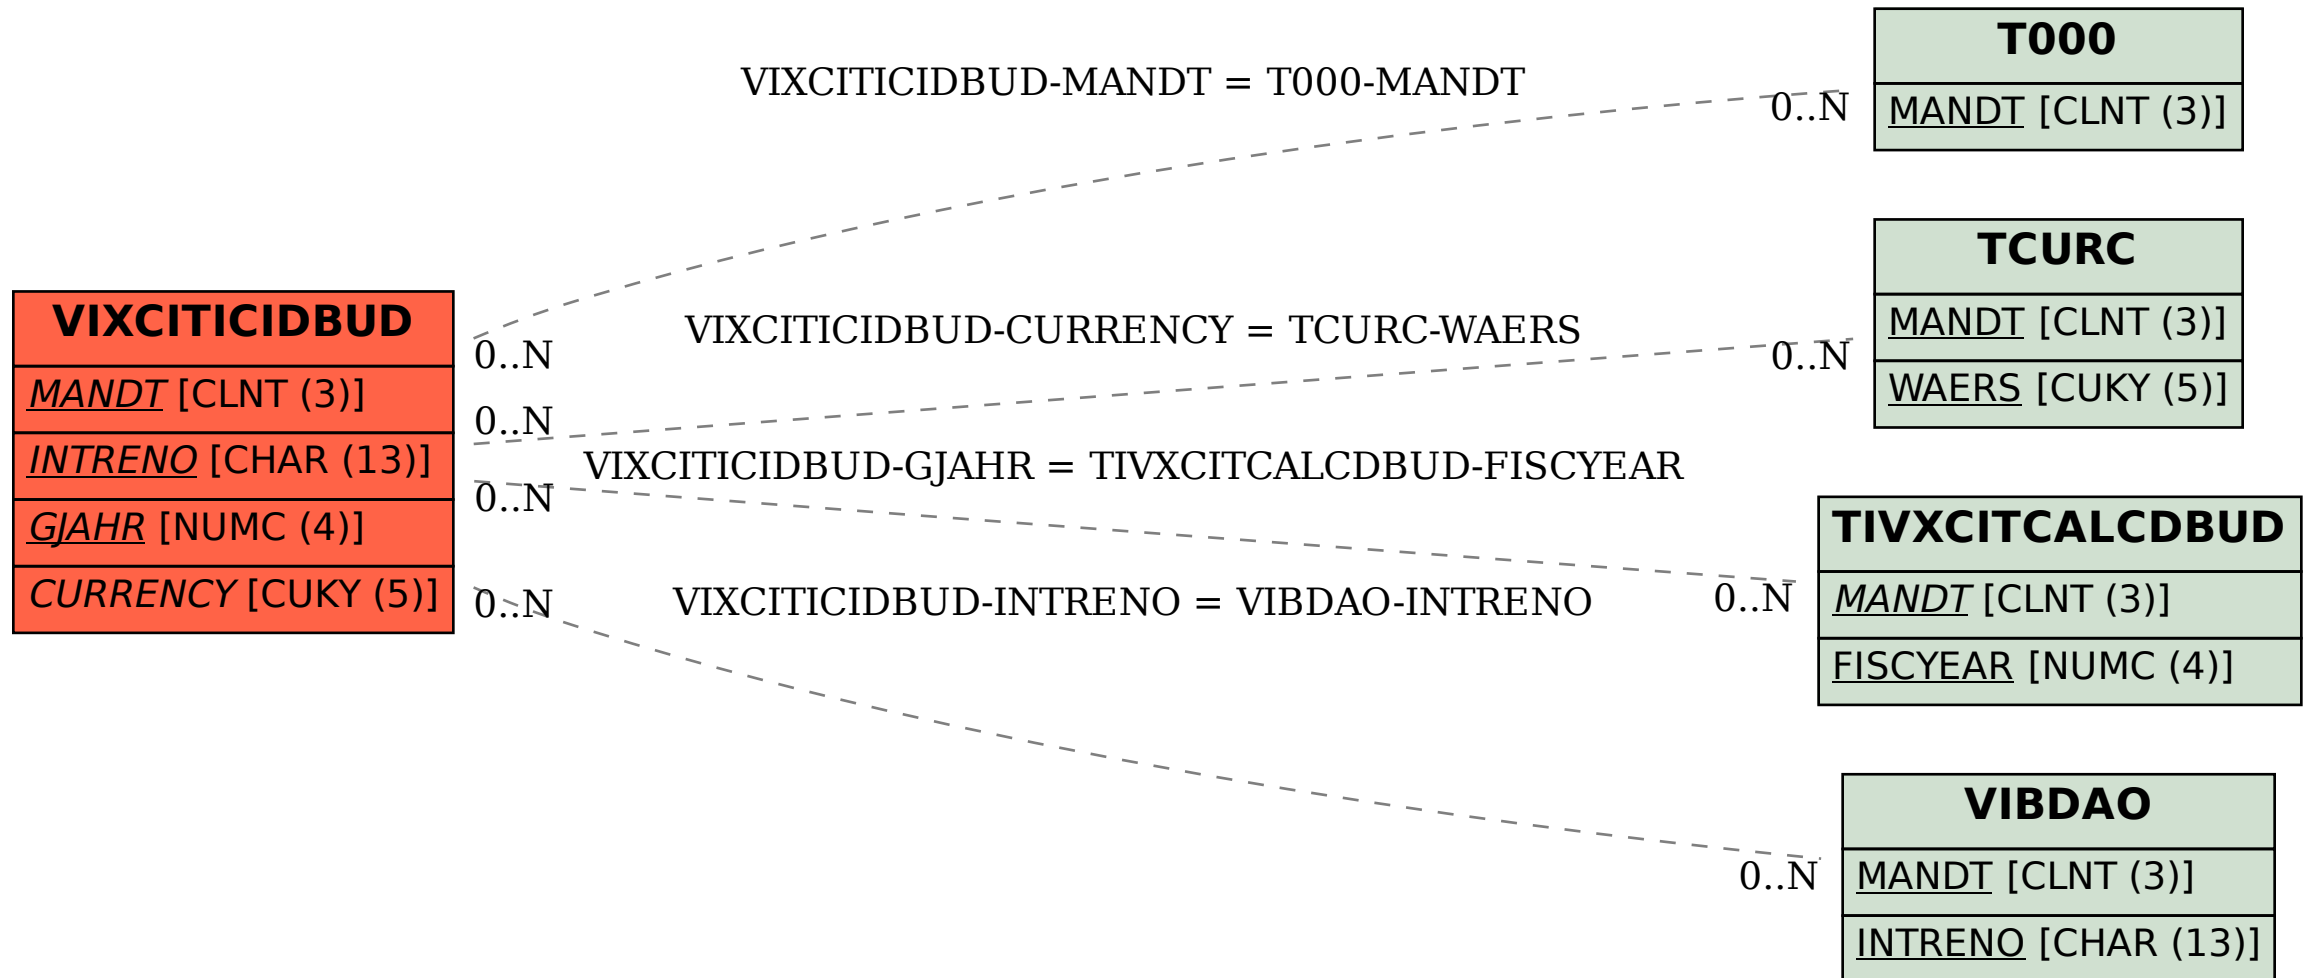 VIXCITICIDBUD
MANDT [CLNT (3)]
INTRENO [CHAR (13)]
GJAHR [NUMC (4)]
CURRENCY [CUKY (5)]
VIXCITICIDBUD-MANDT = T000-MANDT
0..N
0..N
VIXCITICIDBUD-CURRENCY = TCURC-WAERS
0..N
0..N
VIXCITICIDBUD-GJAHR = TIVXCITCALCDBUD-FISCYEAR
0..N
0..N
VIXCITICIDBUD-INTRENO = VIBDAO-INTRENO
0..N
0..N
T000
MANDT [CLNT (3)]
TCURC
MANDT [CLNT (3)]
WAERS [CUKY (5)]
TIVXCITCALCDBUD
MANDT [CLNT (3)]
FISCYEAR [NUMC (4)]
VIBDAO
MANDT [CLNT (3)]
INTRENO [CHAR (13)]